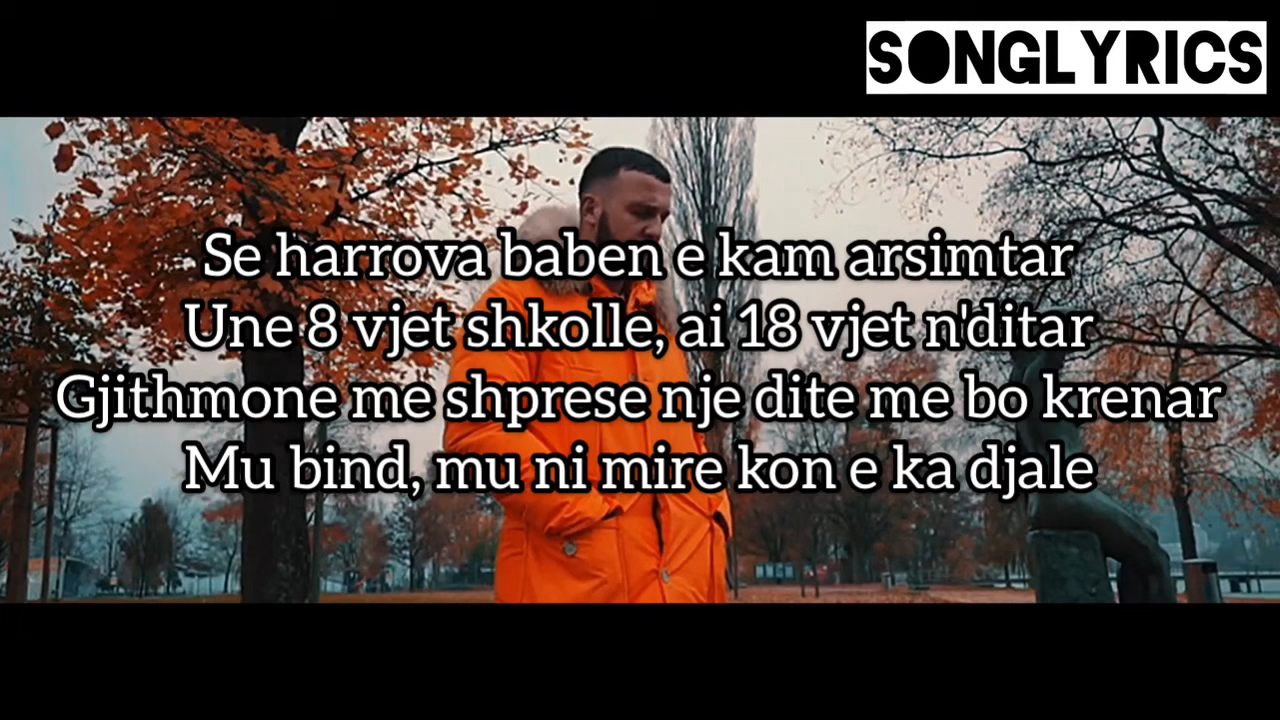 SONGLYRICS
Se harrova baben e kam arsimtar
Une 8 vjet shkolle, ai 18 vjet n'ditar
Gjithmone me shprese nje dite me bo krenar
Mu bind, mu ni mire kon e ka djale